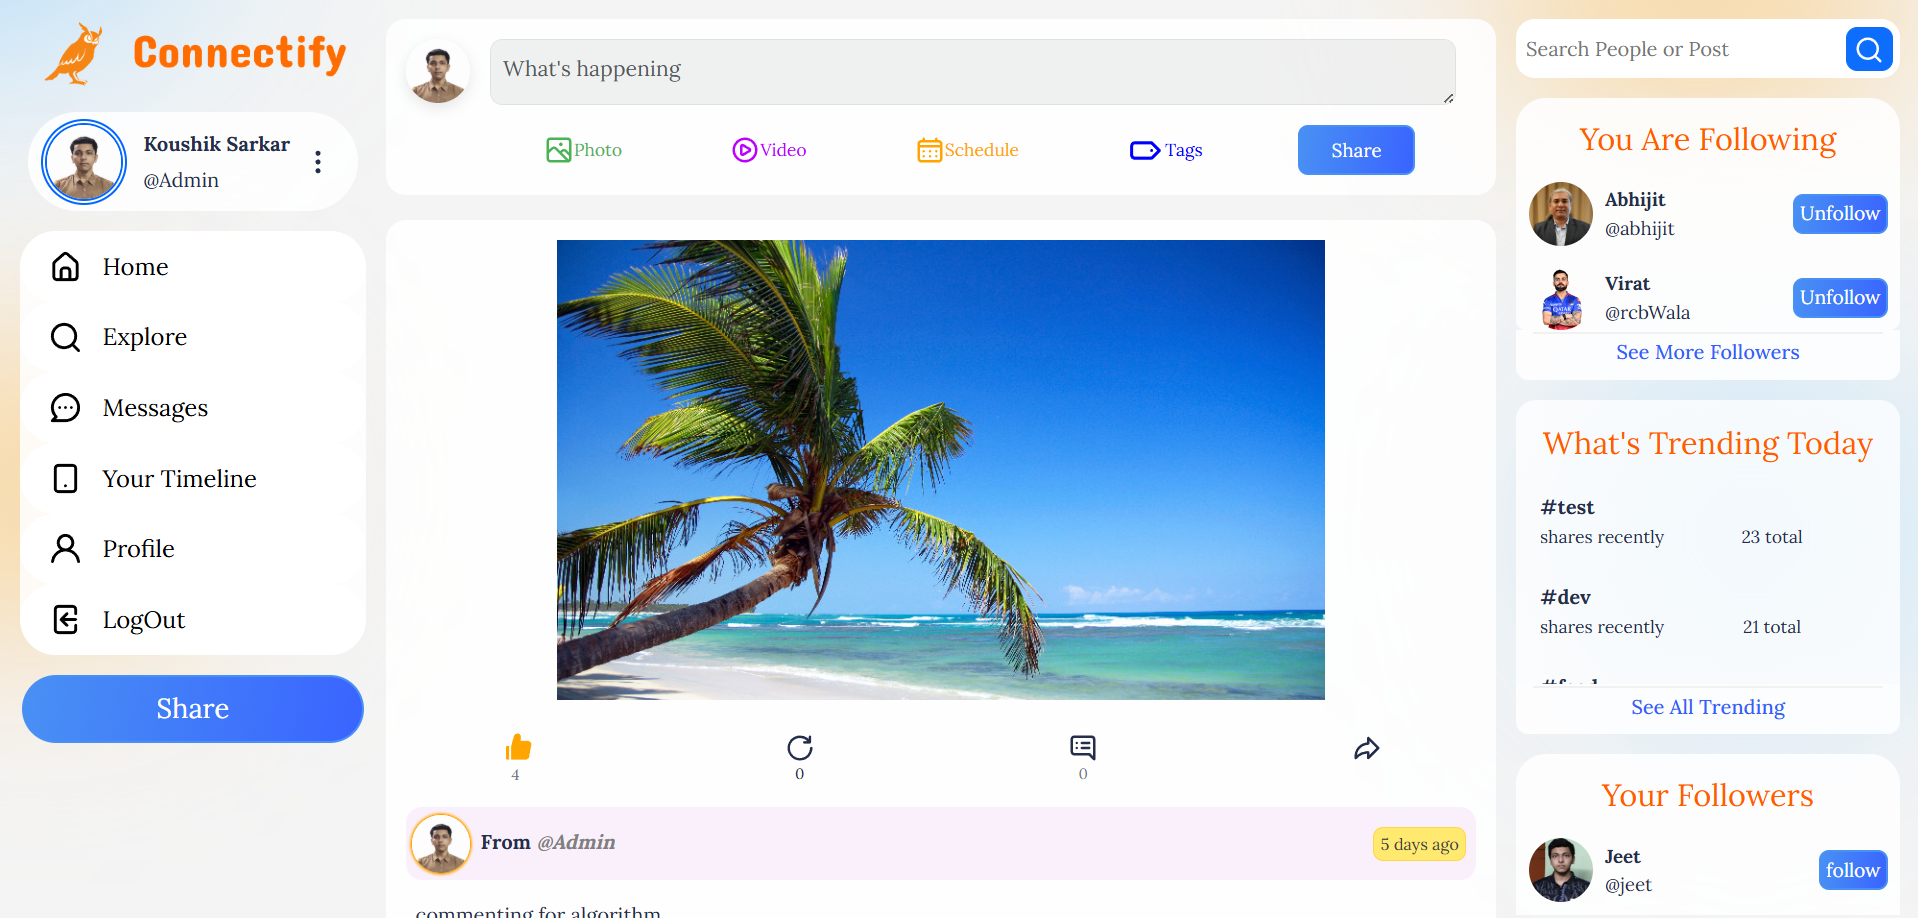 Connectify
Koushik Sarkar
@Admin
Home
Explore
Messages
Your Timeline
Profile
LogOut
Share
What's happening
Photo
Video
Schedule
Tags
Share
4
0
0
From @Admin
5 days ago
commenting for algorithm
Search People or Post
You Are Following
Abhijit
@abhijit
Unfollow
Virat
@rcbWala
Unfollow
See More Followers
What's Trending Today
#test
shares recently 23 total
#dev
shares recently 21 total
See All Trending
Your Followers
Jeet
@jeet
follow